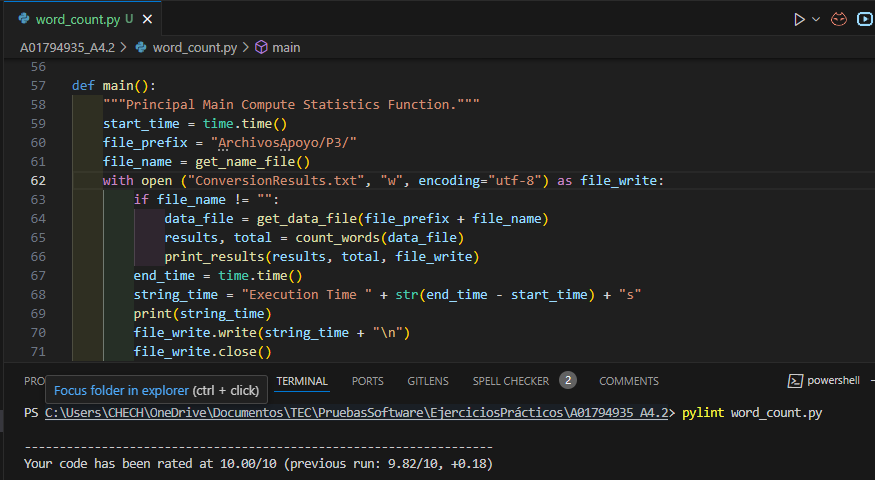 word_count.py U
A01794935_A4.2 > word_count.py > main
56
57 def main():
58 """Principal Main Compute Statistics Function."""
59 start_time = time.time()
60 file_prefix = "ArchivosApoyo/P3/"
61 file_name = get_name_file()
62 with open ("ConversionResults.txt", "w", encoding="utf-8") as file_write:
63 if file_name != "":
64 data_file = get_data_file(file_prefix + file_name)
65 results, total = count_words(data_file)
66 print_results(results, total, file_write)
67 end_time = time.time()
68 string_time = "Execution Time " + str(end_time - start_time) + "s"
69 print(string_time)
70 file_write.write(string_time + "\n")
71 file_write.close()
PRO
Focus folder in explorer (ctrl + click)
TERMINAL PORTS GITLENS SPELL CHECKER 2 COMMENTS
powershell
PS C:\Users\CHECH\OneDrive\Documentos\TEC\PruebasSoftware\EjerciciosPrácticos\A01794935_A4.2> pylint word_count.py
--------------------------------------------------------------------
Your code has been rated at 10.00/10 (previous run: 9.82/10, +0.18)